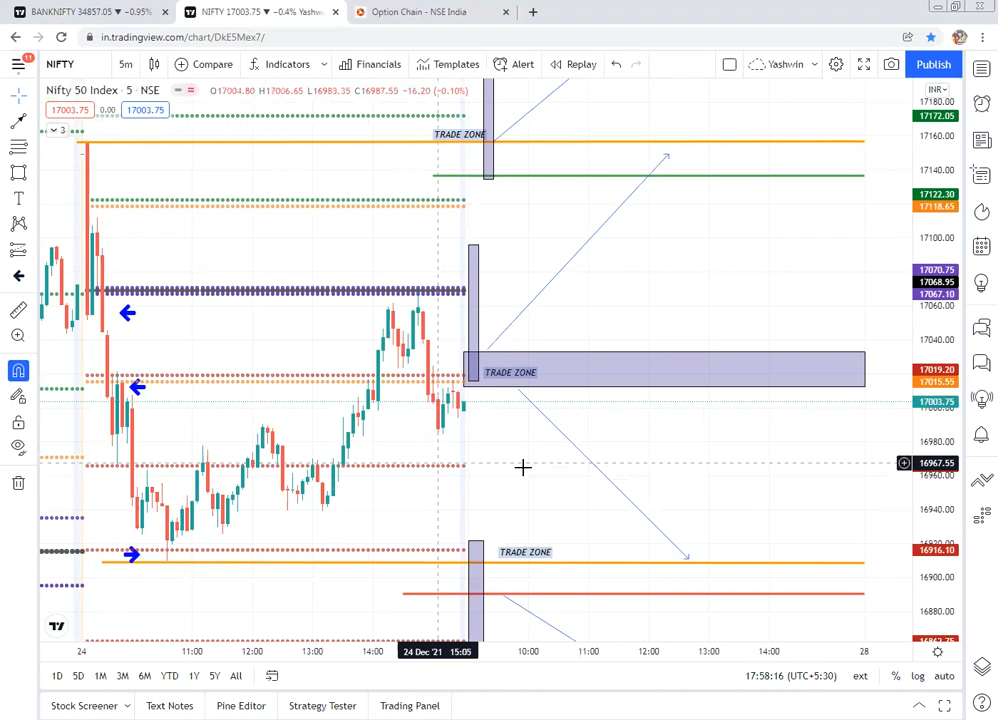 BANKNIFTY 34857.05 ▼ −0.95%
NIFTY 17003.75 ▼ −0.4% Yashwi
Option Chain - NSE India
in.tradingview.com/chart/DkE5Mex7/
11
NIFTY
5m
Compare
Indicators
Financials
Templates
Alert
Replay
Yashwin
Publish
Nifty 50 Index · 5 · NSE
O17004.80 H17006.65 L16983.35 C16987.55 −16.20 (−0.10%)
INR
17003.75
0.00
17003.75
3
17180.00
17172.05
17160.00
17140.00
17122.30
17118.65
17100.00
17070.75
17068.95
17067.10
17060.00
17040.00
17019.20
17015.55
17003.75
17000.00
16980.00
16967.55
16960.00
16940.00
16916.10
16900.00
16880.00
16862.75
TRADE ZONE
TRADE ZONE
TRADE ZONE
24
11:00
12:00
13:00
14:00
24 Dec '21 15:05
10:00
11:00
12:00
13:00
14:00
28
1D
5D
1M
3M
6M
YTD
1Y
5Y
All
17:58:16 (UTC+5:30)
ext
%
log
auto
Stock Screener
Text Notes
Pine Editor
Strategy Tester
Trading Panel